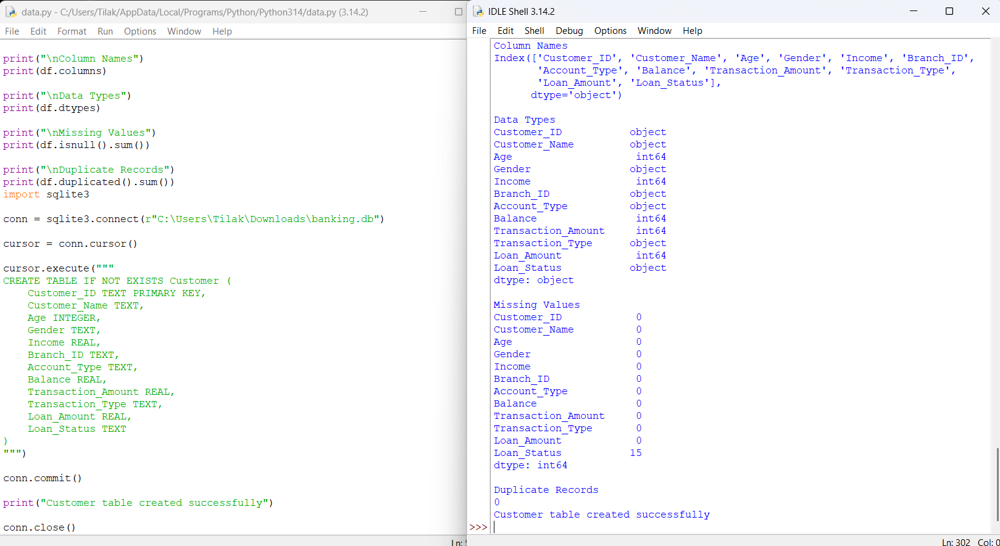 data.py - C:/Users/Tilak/AppData/Local/Programs/Python/Python314/data.py (3.14.2)
File Edit Format Run Options Window Help
print("\nColumn Names")
print(df.columns)
print("\nData Types")
print(df.dtypes)
print("\nMissing Values")
print(df.isnull().sum())
print("\nDuplicate Records")
print(df.duplicated().sum())
import sqlite3
conn = sqlite3.connect(r"C:\Users\Tilak\Downloads\banking.db")
cursor = conn.cursor()
cursor.execute("""
CREATE TABLE IF NOT EXISTS Customer (
    Customer_ID TEXT PRIMARY KEY,
    Customer_Name TEXT,
    Age INTEGER,
    Gender TEXT,
    Income REAL,
    Branch_ID TEXT,
    Account_Type TEXT,
    Balance REAL,
    Transaction_Amount REAL,
    Transaction_Type TEXT,
    Loan_Amount REAL,
    Loan_Status TEXT
)
""")
conn.commit()
print("Customer table created successfully")
conn.close()
Ln:
IDLE Shell 3.14.2
File Edit Shell Debug Options Window Help
Column Names
Index(['Customer_ID', 'Customer_Name', 'Age', 'Gender', 'Income', 'Branch_ID',
       'Account_Type', 'Balance', 'Transaction_Amount', 'Transaction_Type',
       'Loan_Amount', 'Loan_Status'],
      dtype='object')
Data Types
Customer_ID           object
Customer_Name         object
Age                    int64
Gender                object
Income                 int64
Branch_ID             object
Account_Type          object
Balance                int64
Transaction_Amount     int64
Transaction_Type      object
Loan_Amount            int64
Loan_Status           object
dtype: object
Missing Values
Customer_ID            0
Customer_Name          0
Age                    0
Gender                 0
Income                 0
Branch_ID              0
Account_Type           0
Balance                0
Transaction_Amount     0
Transaction_Type       0
Loan_Amount            0
Loan_Status           15
dtype: int64
Duplicate Records
0
Customer table created successfully
>>>
Ln: 302 Col: 0